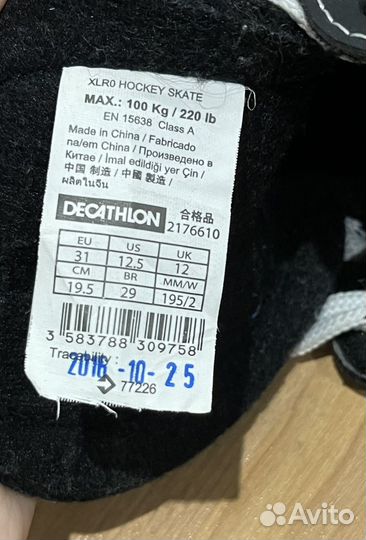 XLR0 HOCKEY SKATE
MAX.: 100 Kg / 220 lb
EN 15638 Class A
Made in China / Fabricado
na/em China / Произведено в
Китае / İmal edildiği yer Çin /
中国 制造 / 中國 製造 /
ผลิตในจีน
DECATHLON 合格品
2176610
EU US UK
31 12.5 12
CM BR MM/W
19.5 29 195/2
3 583788 309758
Traceability :
2016 -10- 25
77226
Avito